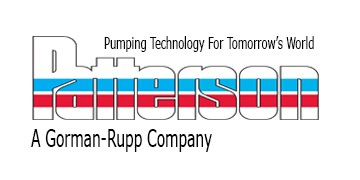 Pumping Technology For Tomorrow's World
Patterson
A Gorman-Rupp Company